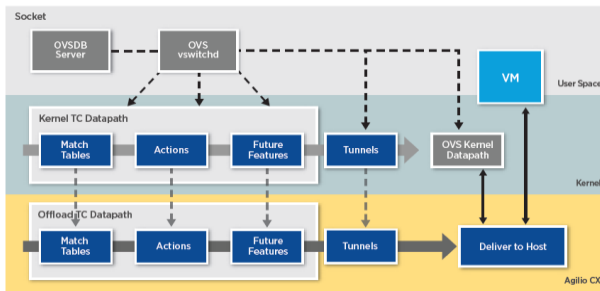 Socket
OVSDB
Server
OVS
vswitchd
VM
User Space
Kernel TC Datapath
Match
Tables
Actions
Future
Features
Tunnels
OVS Kernel
Datapath
Kernel
Offload TC Datapath
Match
Tables
Actions
Future
Features
Tunnels
Deliver to Host
Agilio CX